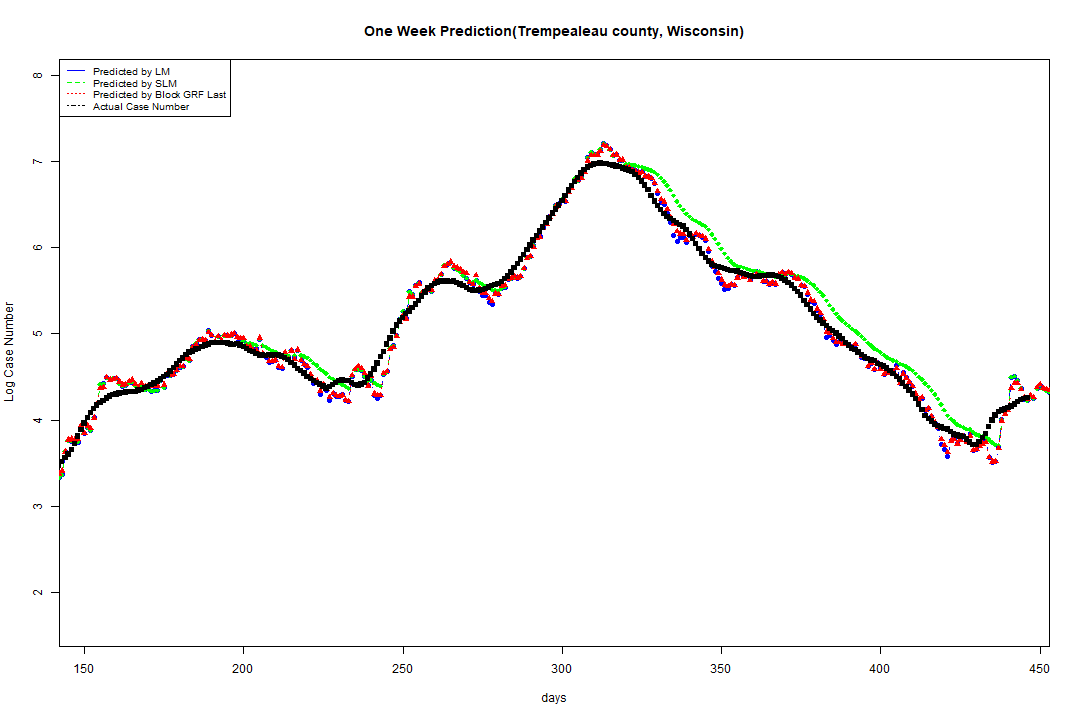 One Week Prediction(Trempealeau county, Wisconsin)
Predicted by LM
Predicted by SLM
Predicted by Block GRF Last
Actual Case Number
8
7
6
5
4
3
2
Log Case Number
150 200 250 300 350 400 450
days